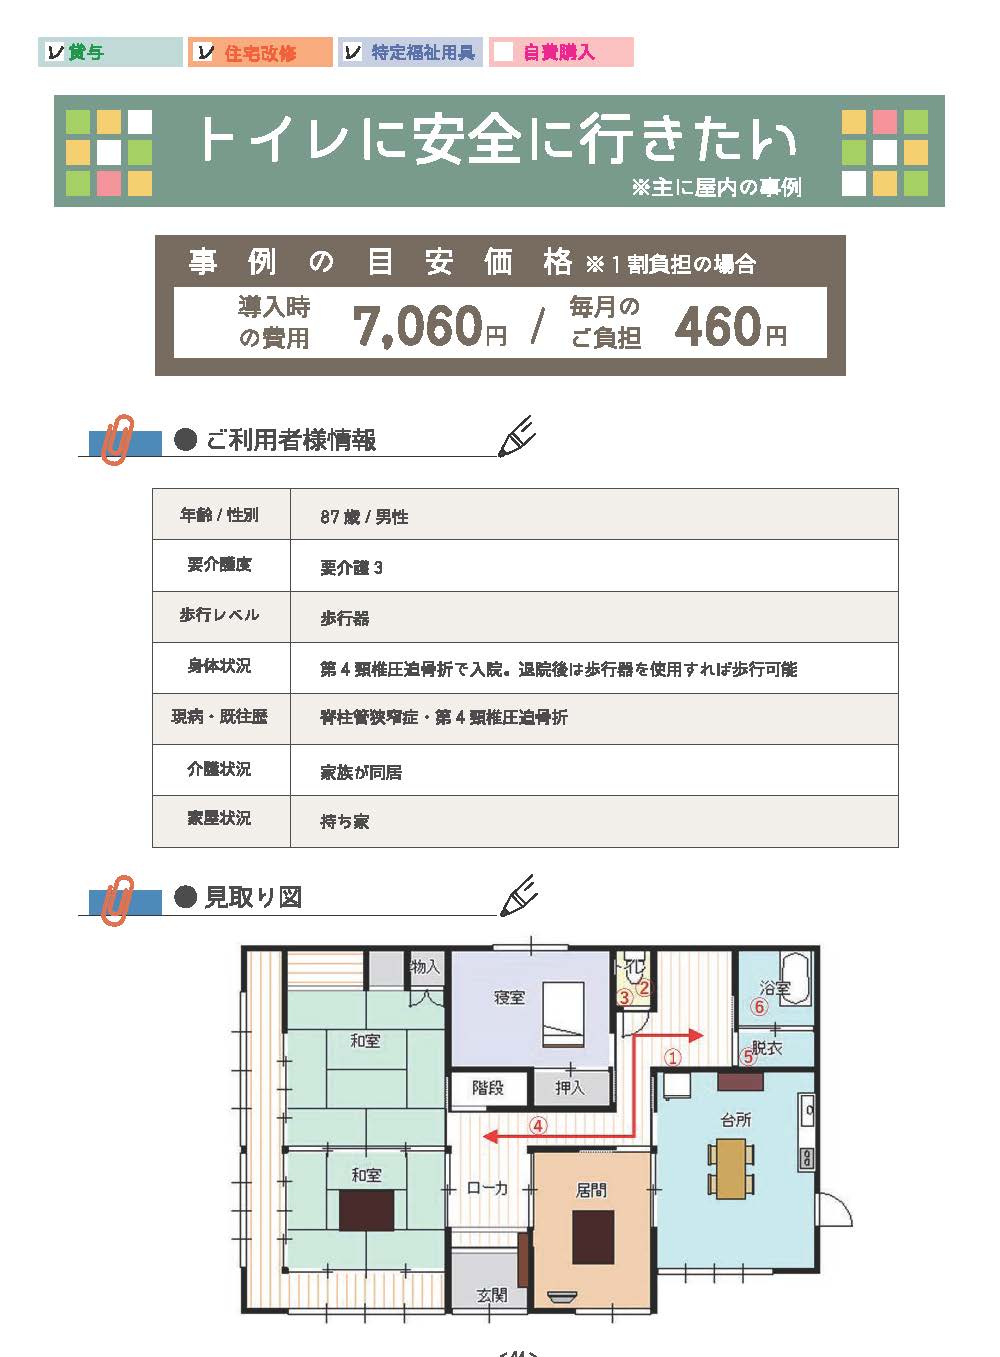 貸与
住宅改修
特定福祉用具
自費購入
トイレに安全に行きたい
※主に屋内の事例
事例の目安価格 ※1割負担の場合
導入時の費用 7,060円 / 毎月のご負担 460円
● ご利用者様情報
年齢 / 性別 87 歳 / 男性
要介護度 要介護 3
歩行レベル 歩行器
身体状況 第 4 頸椎圧迫骨折で入院。退院後は歩行器を使用すれば歩行可能
現病・既往歴 脊柱管狭窄症・第 4 頸椎圧迫骨折
介護状況 家族が同居
家屋状況 持ち家
● 見取り図
物入
トイレ
寝室
②
③
浴室
⑥
和室
①
⑤
脱衣
階段
押入
④
台所
和室
ローカ
居間
玄関